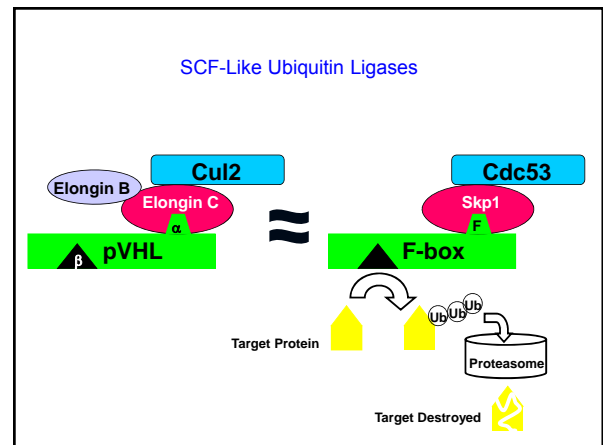 SCF-Like Ubiquitin Ligases
Cul2
Elongin B
Elongin C
α
β
pVHL
≈
Cdc53
Skp1
F
F-box
Ub
Ub
Ub
Target Protein
Proteasome
Target Destroyed